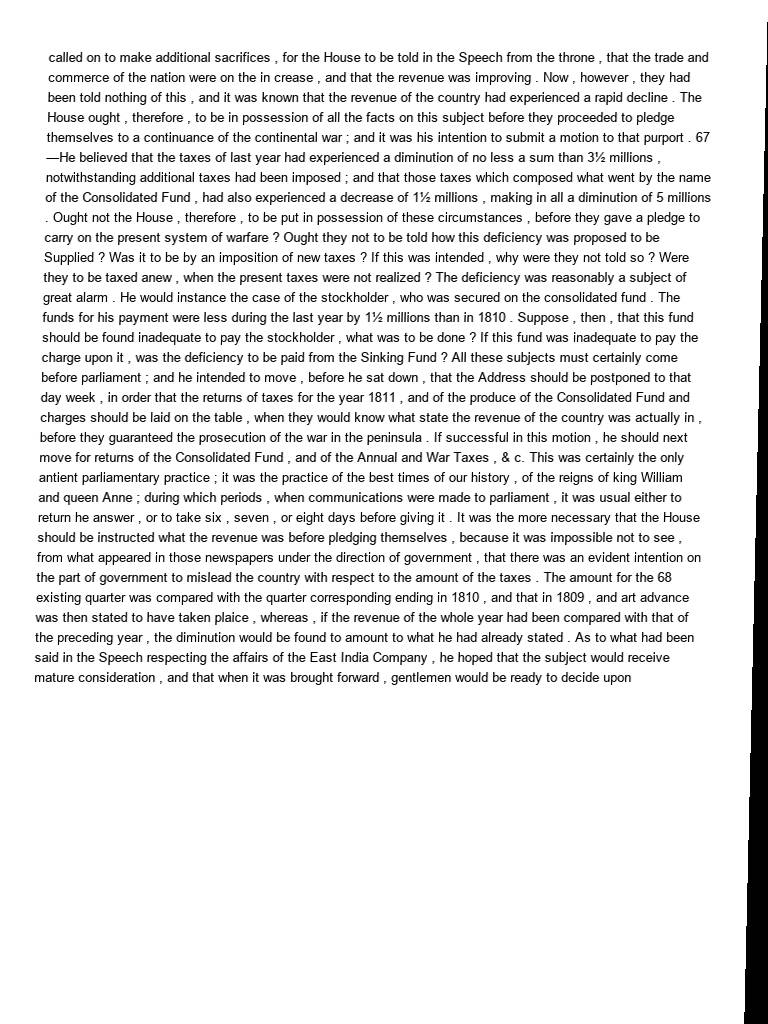 called on to make additional sacrifices , for the House to be told in the Speech from the throne , that the trade and
commerce of the nation were on the in crease , and that the revenue was improving . Now , however , they had
been told nothing of this , and it was known that the revenue of the country had experienced a rapid decline . The
House ought , therefore , to be in possession of all the facts on this subject before they proceeded to pledge
themselves to a continuance of the continental war ; and it was his intention to submit a motion to that purport . 67
—He believed that the taxes of last year had experienced a diminution of no less a sum than 3½ millions ,
notwithstanding additional taxes had been imposed ; and that those taxes which composed what went by the name
of the Consolidated Fund , had also experienced a decrease of 1½ millions , making in all a diminution of 5 millions
. Ought not the House , therefore , to be put in possession of these circumstances , before they gave a pledge to
carry on the present system of warfare ? Ought they not to be told how this deficiency was proposed to be
Supplied ? Was it to be by an imposition of new taxes ? If this was intended , why were they not told so ? Were
they to be taxed anew , when the present taxes were not realized ? The deficiency was reasonably a subject of
great alarm . He would instance the case of the stockholder , who was secured on the consolidated fund . The
funds for his payment were less during the last year by 1½ millions than in 1810 . Suppose , then , that this fund
should be found inadequate to pay the stockholder , what was to be done ? If this fund was inadequate to pay the
charge upon it , was the deficiency to be paid from the Sinking Fund ? All these subjects must certainly come
before parliament ; and he intended to move , before he sat down , that the Address should be postponed to that
day week , in order that the returns of taxes for the year 1811 , and of the produce of the Consolidated Fund and
charges should be laid on the table , when they would know what state the revenue of the country was actually in ,
before they guaranteed the prosecution of the war in the peninsula . If successful in this motion , he should next
move for returns of the Consolidated Fund , and of the Annual and War Taxes , & c. This was certainly the only
antient parliamentary practice ; it was the practice of the best times of our history , of the reigns of king William
and queen Anne ; during which periods , when communications were made to parliament , it was usual either to
return he answer , or to take six , seven , or eight days before giving it . It was the more necessary that the House
should be instructed what the revenue was before pledging themselves , because it was impossible not to see ,
from what appeared in those newspapers under the direction of government , that there was an evident intention on
the part of government to mislead the country with respect to the amount of the taxes . The amount for the 68
existing quarter was compared with the quarter corresponding ending in 1810 , and that in 1809 , and art advance
was then stated to have taken plaice , whereas , if the revenue of the whole year had been compared with that of
the preceding year , the diminution would be found to amount to what he had already stated . As to what had been
said in the Speech respecting the affairs of the East India Company , he hoped that the subject would receive
mature consideration , and that when it was brought forward , gentlemen would be ready to decide upon